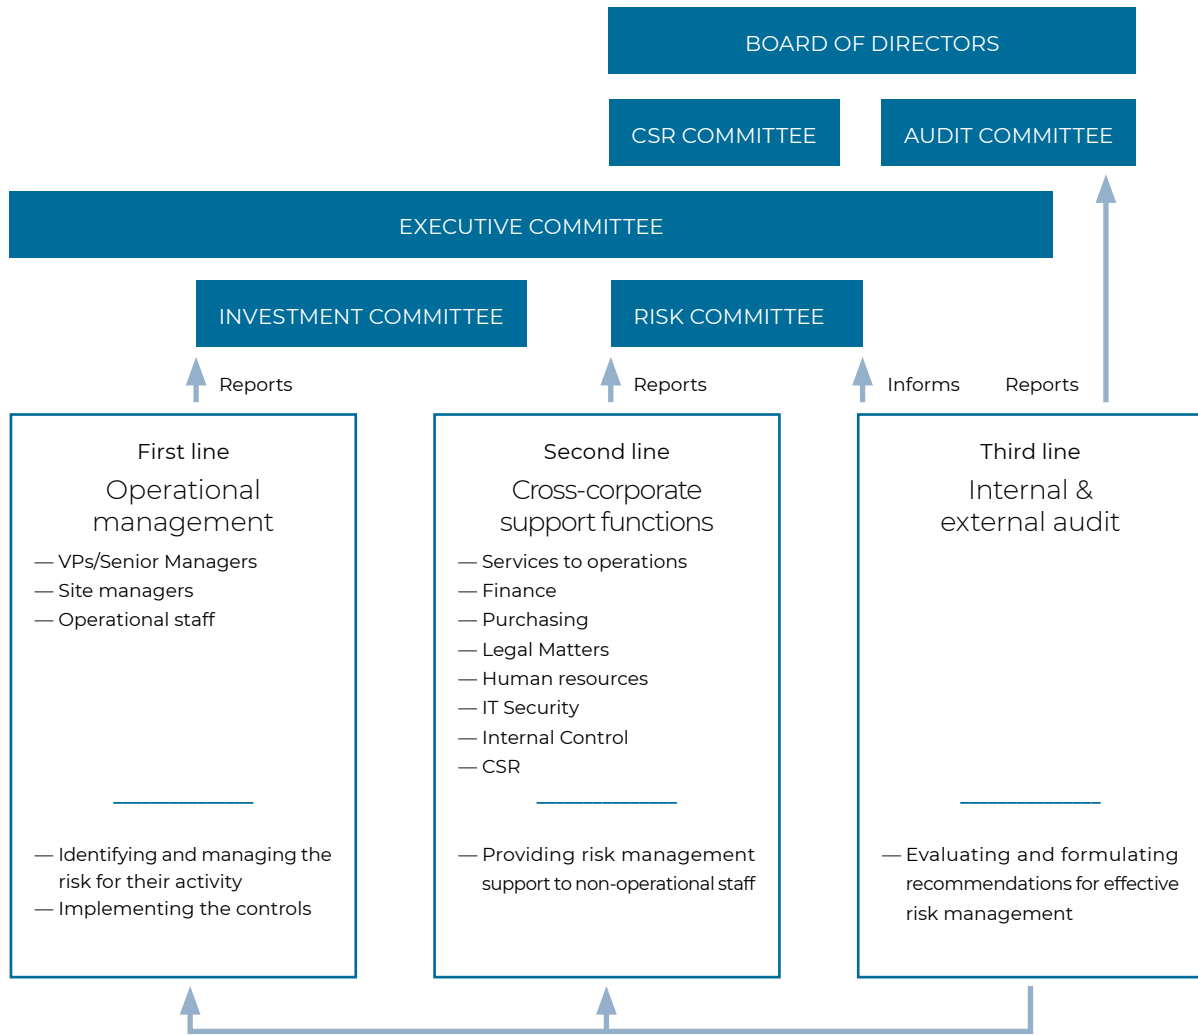 BOARD OF DIRECTORS
CSR COMMITTEE
AUDIT COMMITTEE
EXECUTIVE COMMITTEE
INVESTMENT COMMITTEE
RISK COMMITTEE
Reports
Reports
Informs
Reports
First line
Operational
management
— VPs/Senior Managers
— Site managers
— Operational staff
— Identifying and managing the
risk for their activity
— Implementing the controls
Second line
Cross-corporate
support functions
— Services to operations
— Finance
— Purchasing
— Legal Matters
— Human resources
— IT Security
— Internal Control
— CSR
— Providing risk management
support to non-operational staff
Third line
Internal &
external audit
— Evaluating and formulating
recommendations for effective
risk management